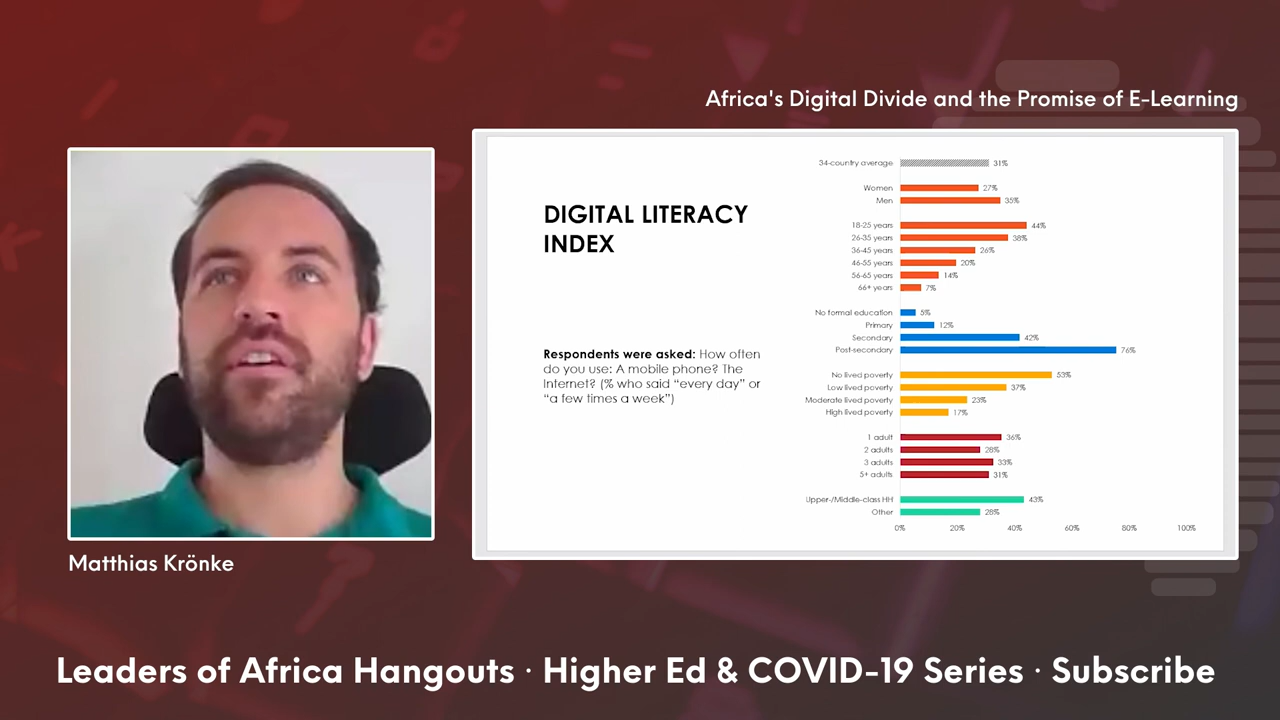 Africa's Digital Divide and the Promise of E-Learning
DIGITAL LITERACY
INDEX
Respondents were asked: How often
do you use: A mobile phone? The
Internet? (% who said “every day” or
“a few times a week”)
34-country average 31%
Women 27%
Men 35%
18-25 years 44%
26-35 years 38%
36-45 years 26%
46-55 years 20%
56-65 years 14%
66+ years 7%
No formal education 5%
Primary 12%
Secondary 42%
Post-secondary 76%
No lived poverty 53%
Low lived poverty 37%
Moderate lived poverty 23%
High lived poverty 17%
1 adult 36%
2 adults 28%
3 adults 33%
5+ adults 31%
Upper-/Middle-class HH 43%
Other 28%
0% 20% 40% 60% 80% 100%
Matthias Krönke
Leaders of Africa Hangouts · Higher Ed & COVID-19 Series · Subscribe